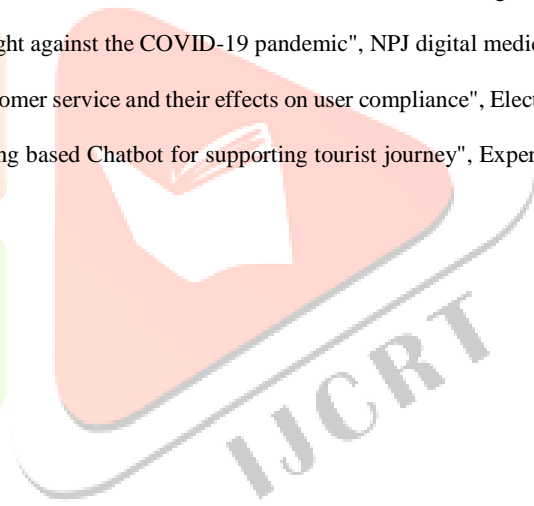 ght against the COVID-19 pandemic", NPJ digital medic
omer service and their effects on user compliance", Elect
ng based Chatbot for supporting tourist journey", Exper
IJCRT